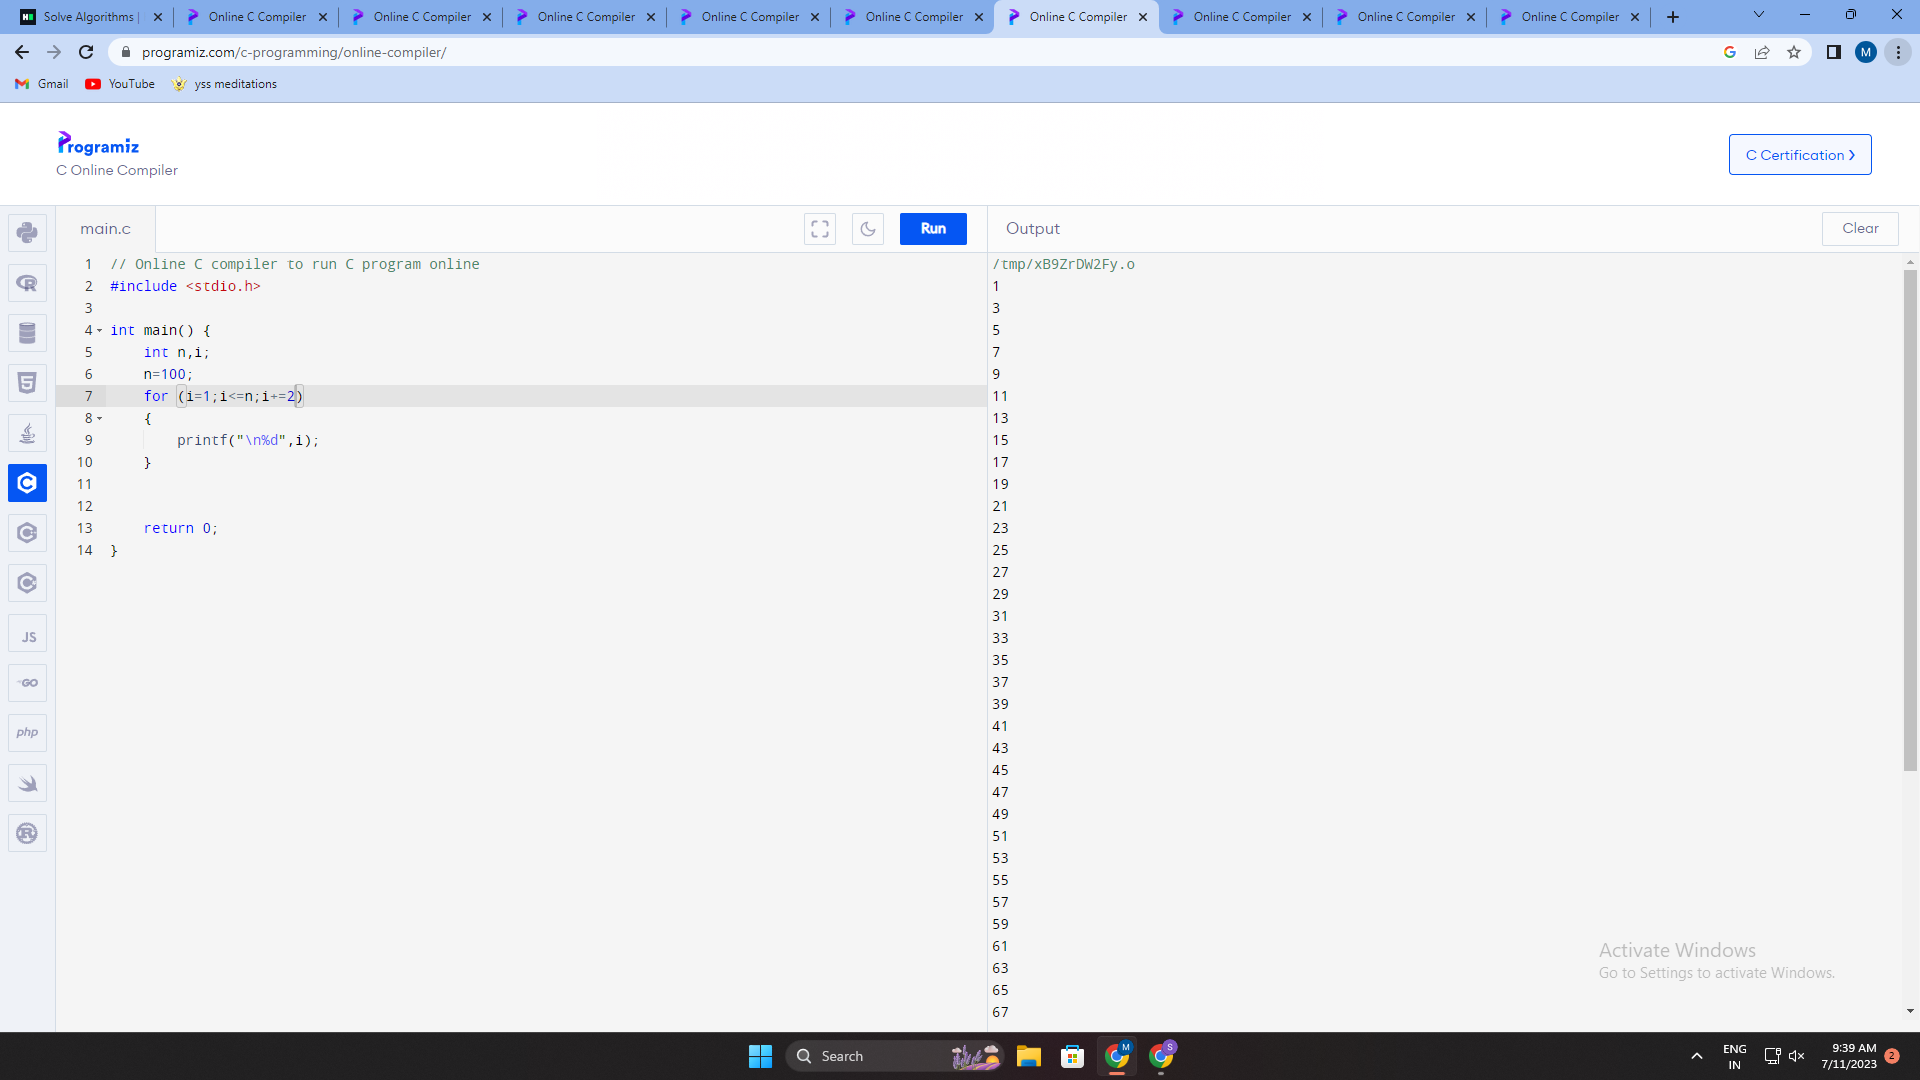 Solve Algorithms |
Online C Compiler
Online C Compiler
Online C Compiler
Online C Compiler
Online C Compiler
Online C Compiler
Online C Compiler
Online C Compiler
Online C Compiler
programiz.com/c-programming/online-compiler/
M
Gmail
YouTube
yss meditations
Programiz
C Online Compiler
C Certification
main.c
Run
Output
Clear
1 // Online C compiler to run C program online
2 #include <stdio.h>
3
4 int main() {
5     int n,i;
6     n=100;
7     for (i=1;i<=n;i+=2)
8     {
9         printf("\n%d",i);
10     }
11
12
13     return 0;
14 }
JS
GO
php
/tmp/xB9ZrDW2Fy.o
1
3
5
7
9
11
13
15
17
19
21
23
25
27
29
31
33
35
37
39
41
43
45
47
49
51
53
55
57
59
61
63
65
67
Activate Windows
Go to Settings to activate Windows.
Search
M
S
ENG
IN
9:39 AM
7/11/2023
2